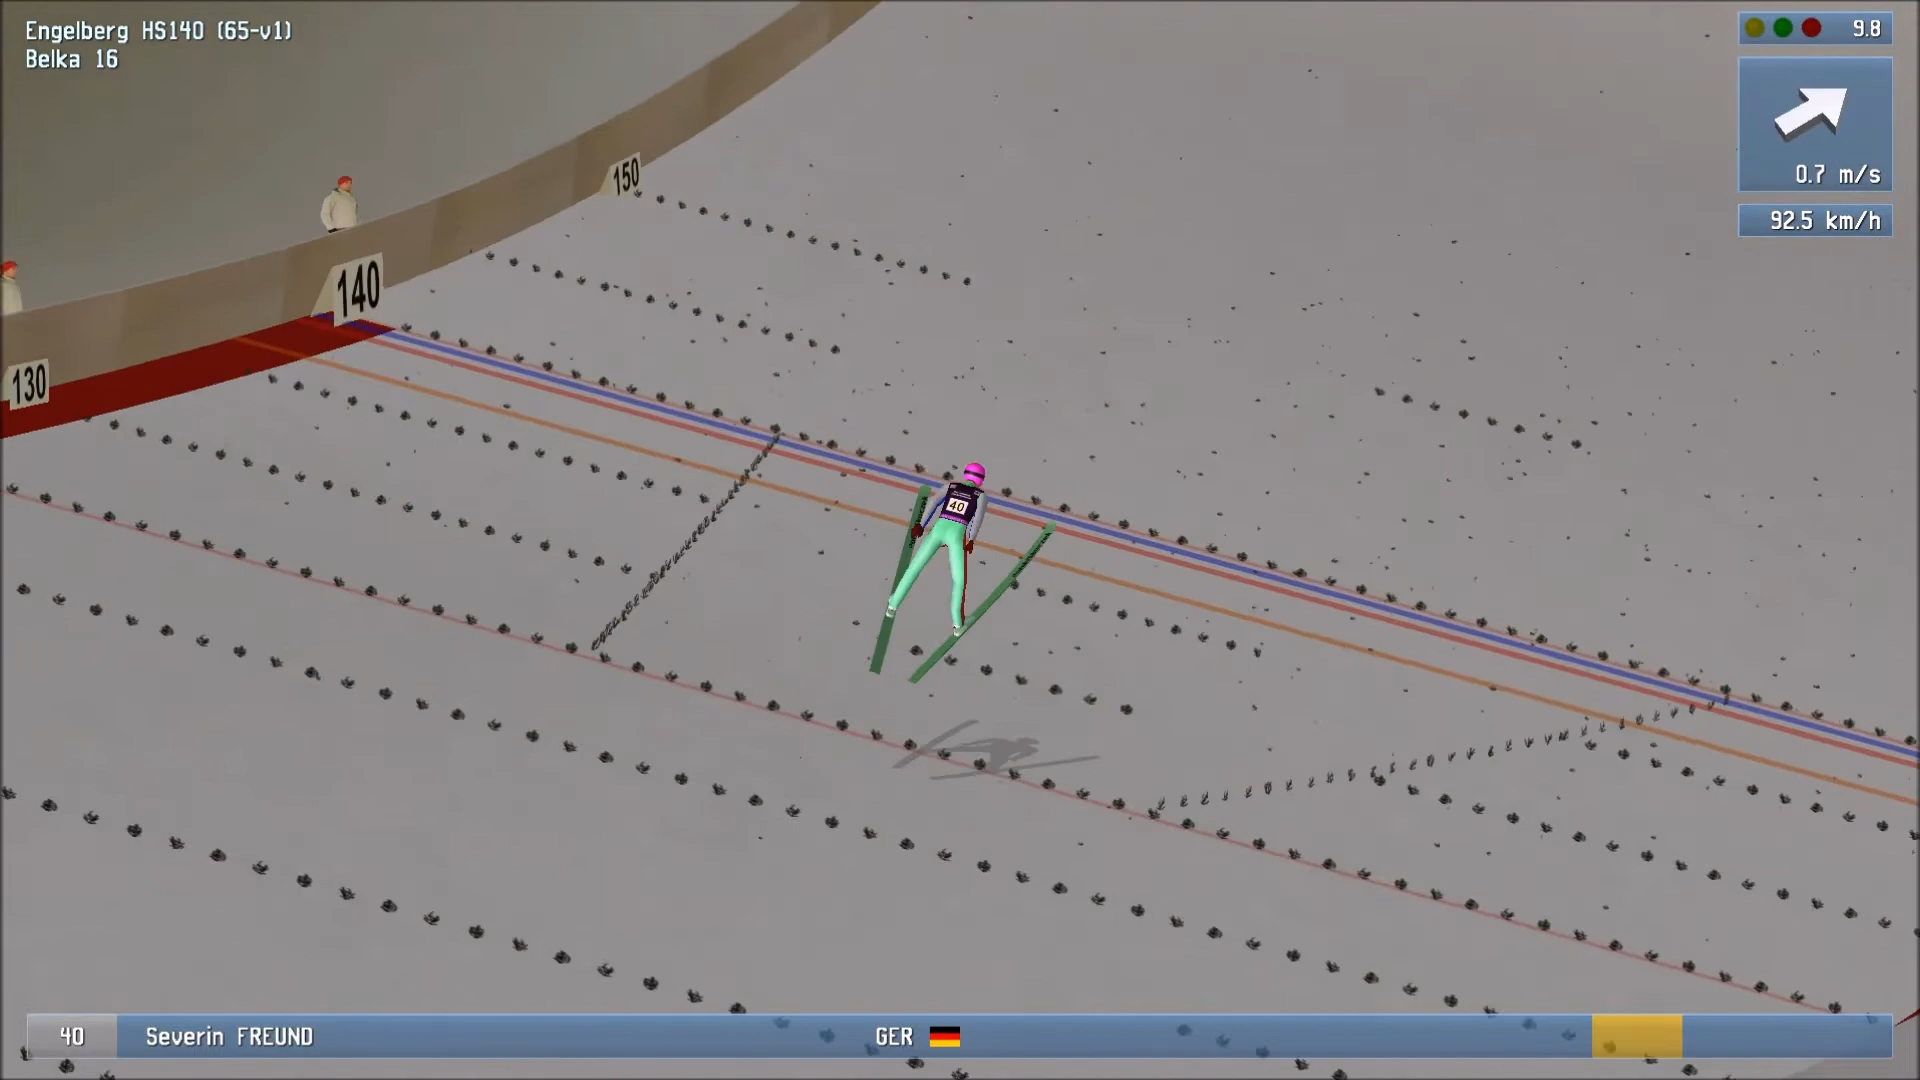 Engelberg HS140 (65-v1)
Belka 16
9.8
0.7 m/s
92.5 km/h
150
140
130
40
40 Severin FREUND GER